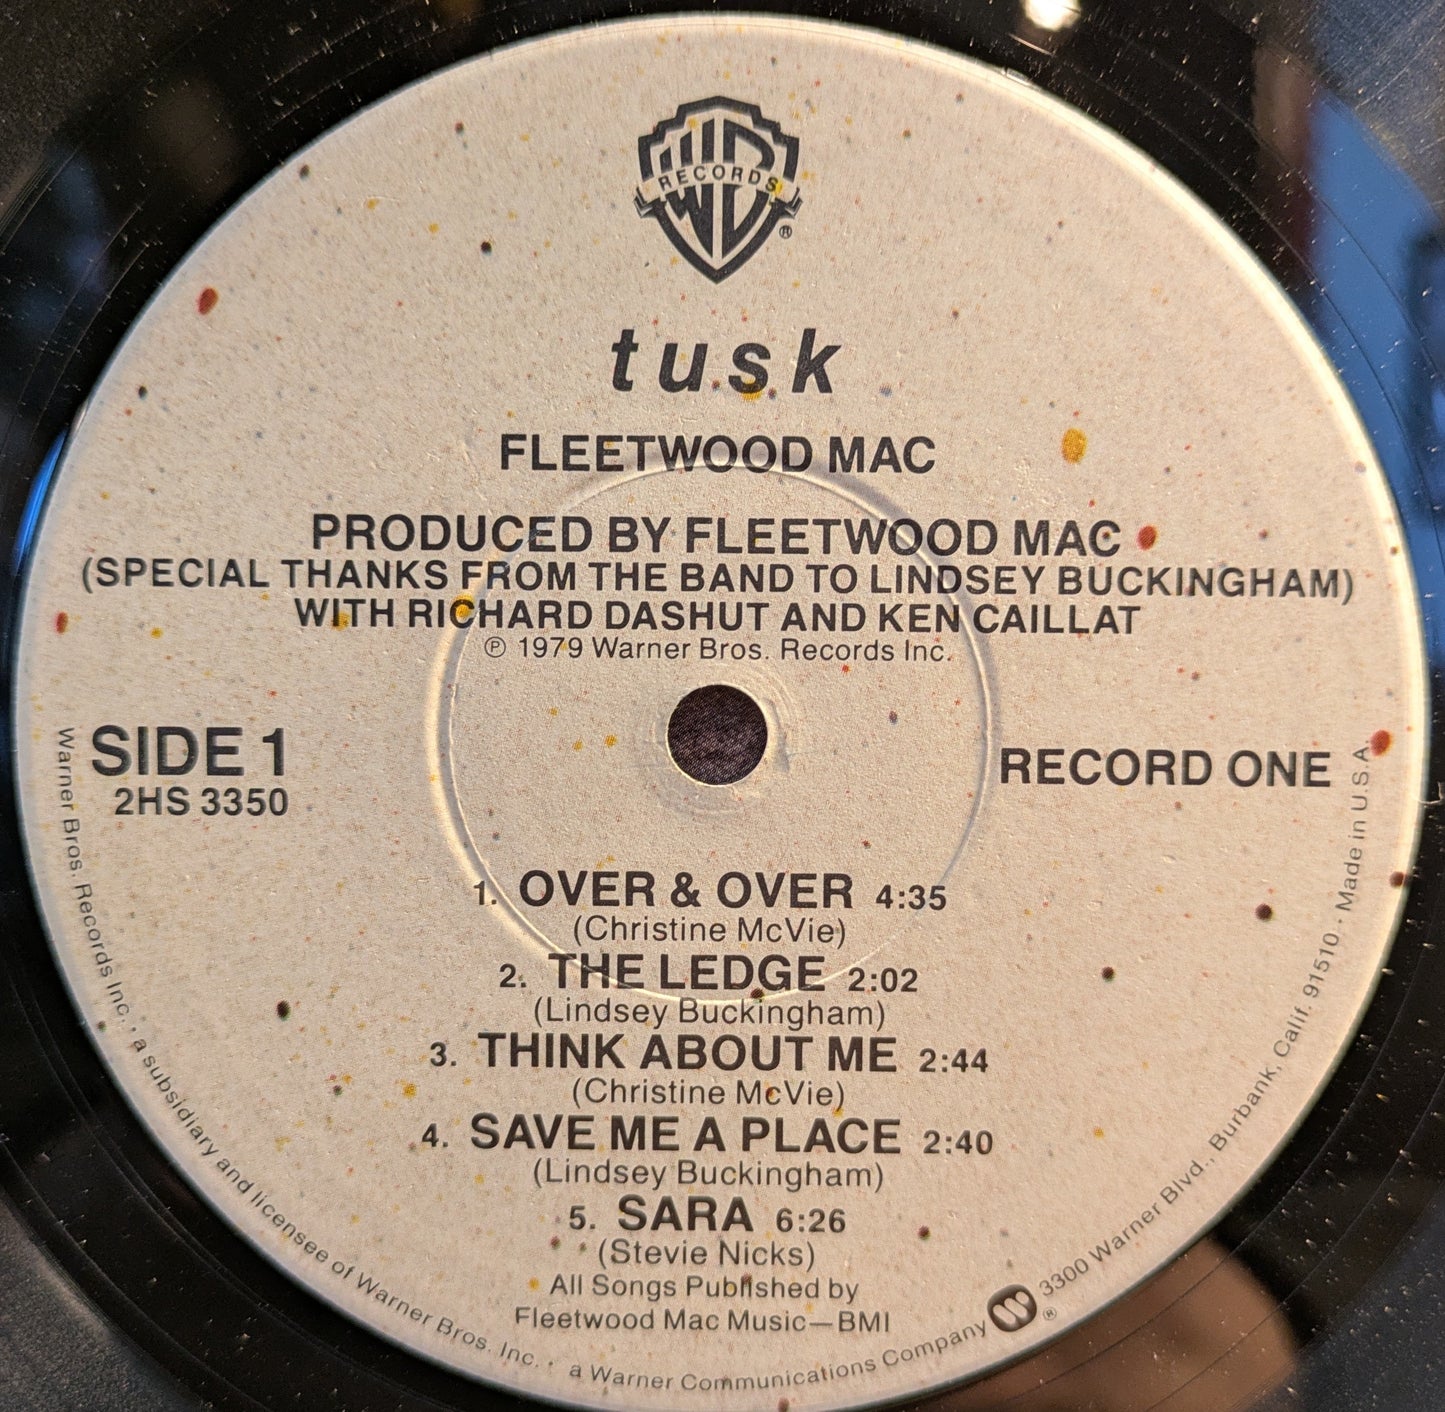 WB
RECORDS
®
tusk
FLEETWOOD MAC
PRODUCED BY FLEETWOOD MAC
(SPECIAL THANKS FROM THE BAND TO LINDSEY BUCKINGHAM)
WITH RICHARD DASHUT AND KEN CAILLAT
℗ 1979 Warner Bros. Records Inc.
SIDE 1
2HS 3350
RECORD ONE
1. OVER & OVER 4:35
(Christine McVie)
2. THE LEDGE 2:02
(Lindsey Buckingham)
3. THINK ABOUT ME 2:44
(Christine McVie)
4. SAVE ME A PLACE 2:40
(Lindsey Buckingham)
5. SARA 6:26
(Stevie Nicks)
All Songs Published by
Fleetwood Mac Music—BMI
Warner Bros. Records Inc. · a subsidiary and licensee of Warner Bros. Inc. · a Warner Communications Company ® 3300 Warner Blvd., Burbank, Calif. 91510 · Made in U.S.A.